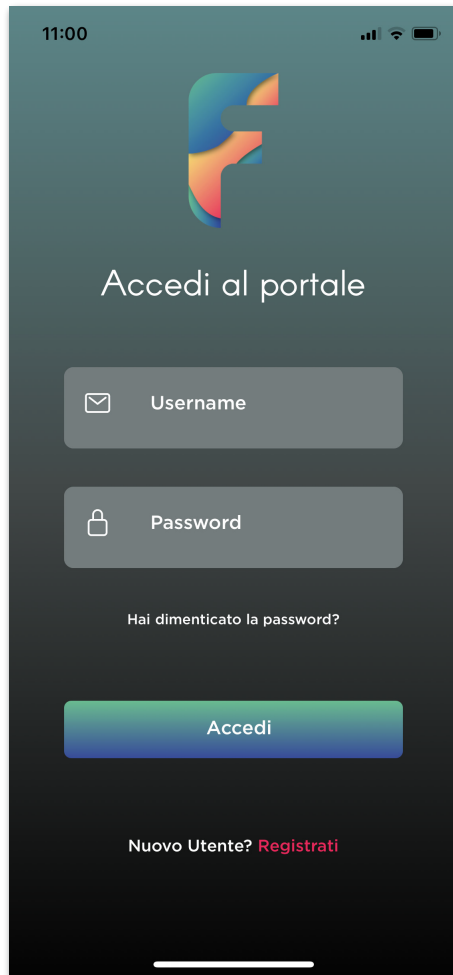 11:00
F
Accedi al portale
Username
Password
Hai dimenticato la password?
Accedi
Nuovo Utente? Registrati